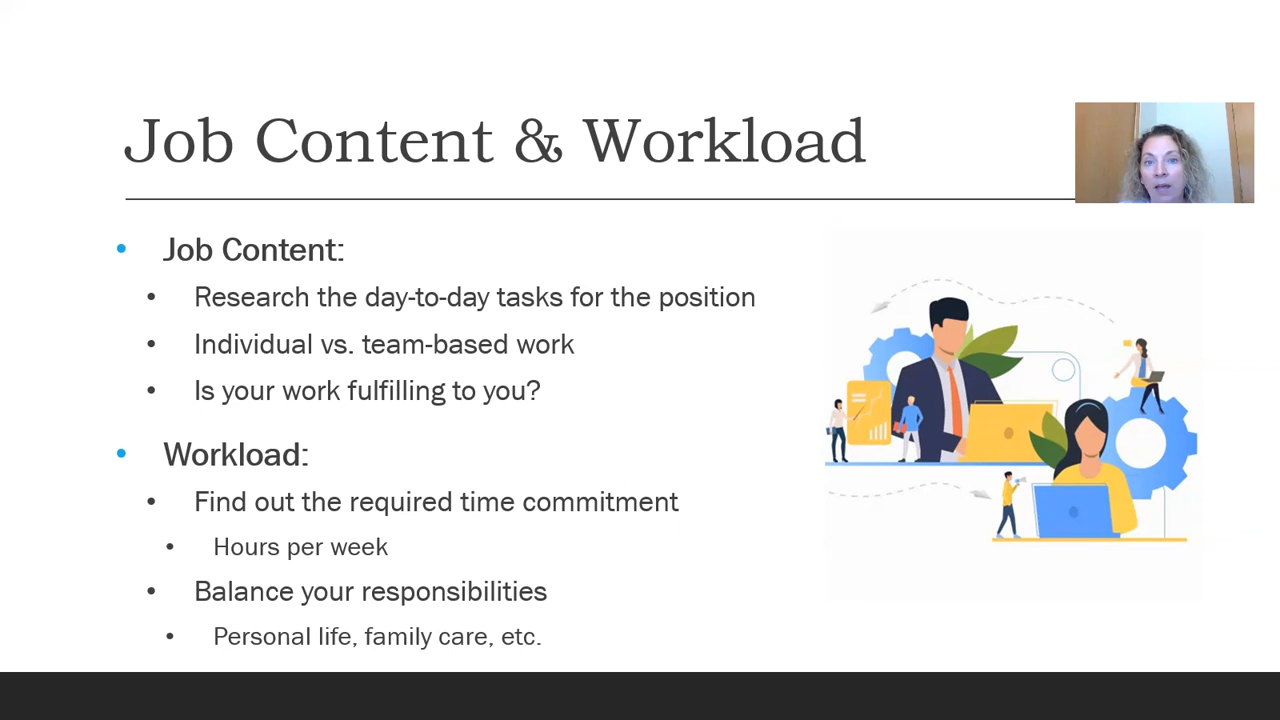 Job Content & Workload
• Job Content:
• Research the day-to-day tasks for the position
• Individual vs. team-based work
• Is your work fulfilling to you?
• Workload:
• Find out the required time commitment
• Hours per week
• Balance your responsibilities
• Personal life, family care, etc.